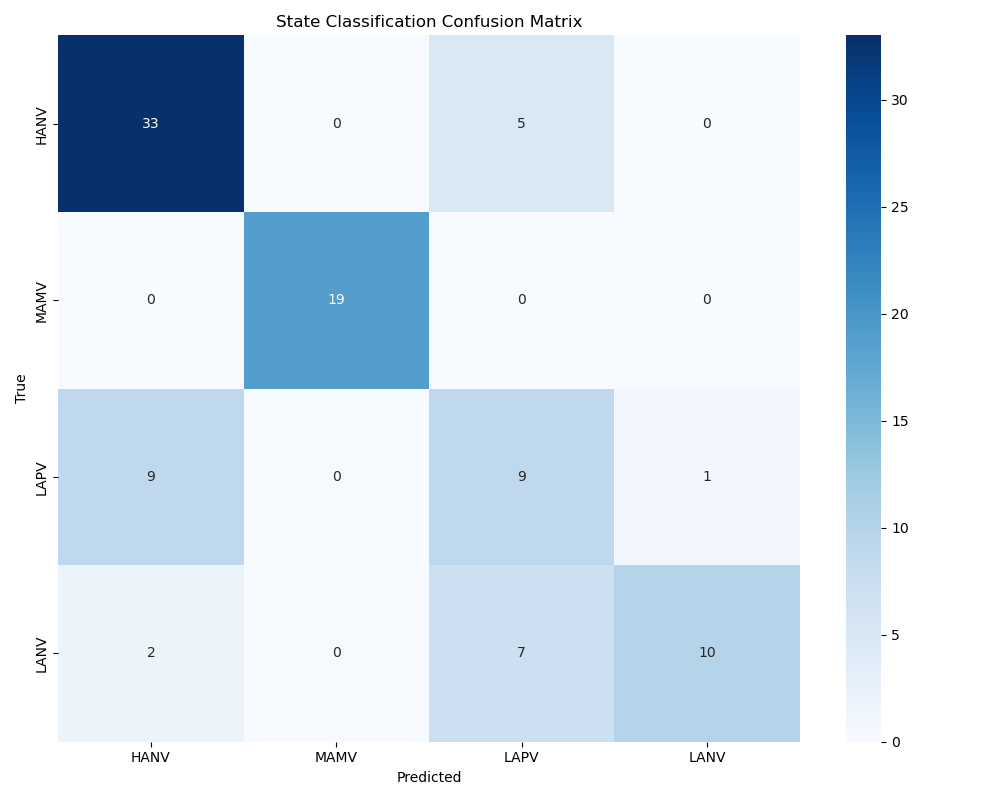 State Classification Confusion Matrix
HANV
33
0
5
0
MAMV
0
19
0
0
LAPV
9
0
9
1
LANV
2
0
7
10
True
HANV
MAMV
LAPV
LANV
Predicted
30
25
20
15
10
5
0